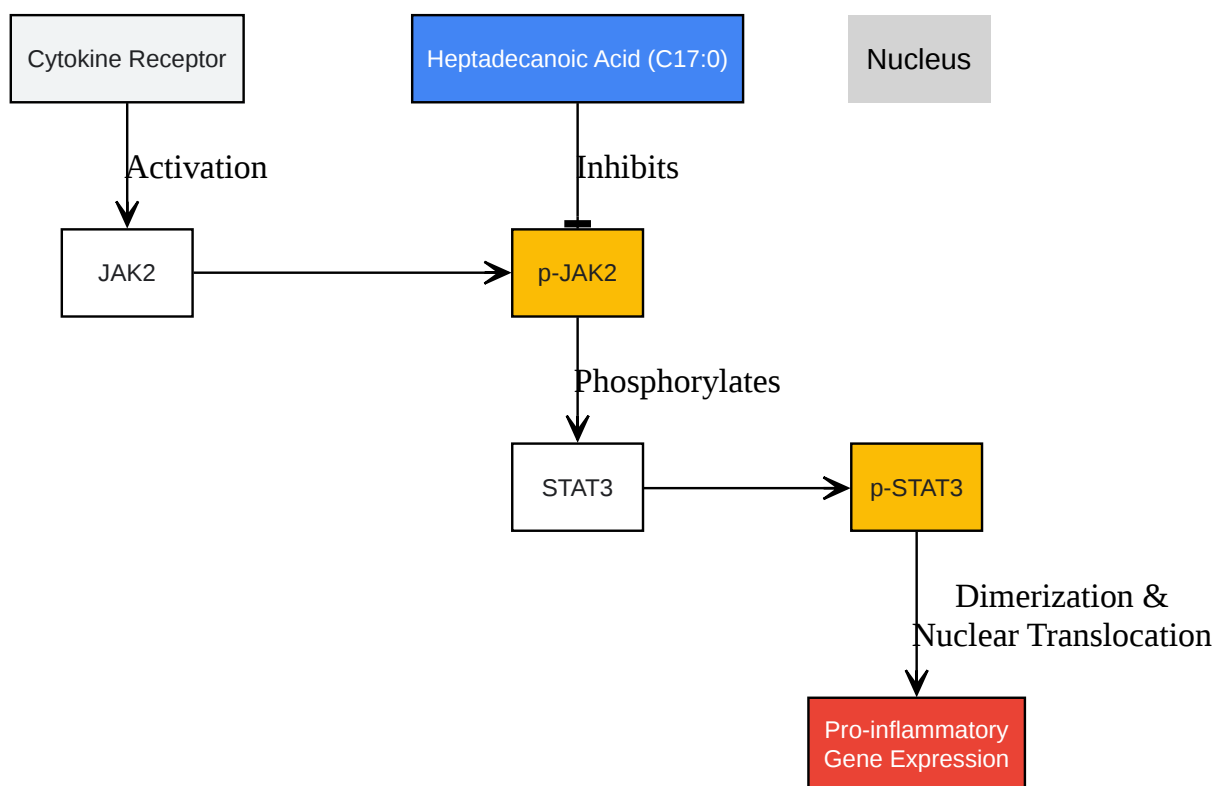 Cytokine Receptor
Heptadecanoic Acid (C17:0)
Nucleus
Activation
Inhibits
JAK2
p-JAK2
Phosphorylates
STAT3
p-STAT3
Dimerization &
Nuclear Translocation
Pro-inflammatory
Gene Expression